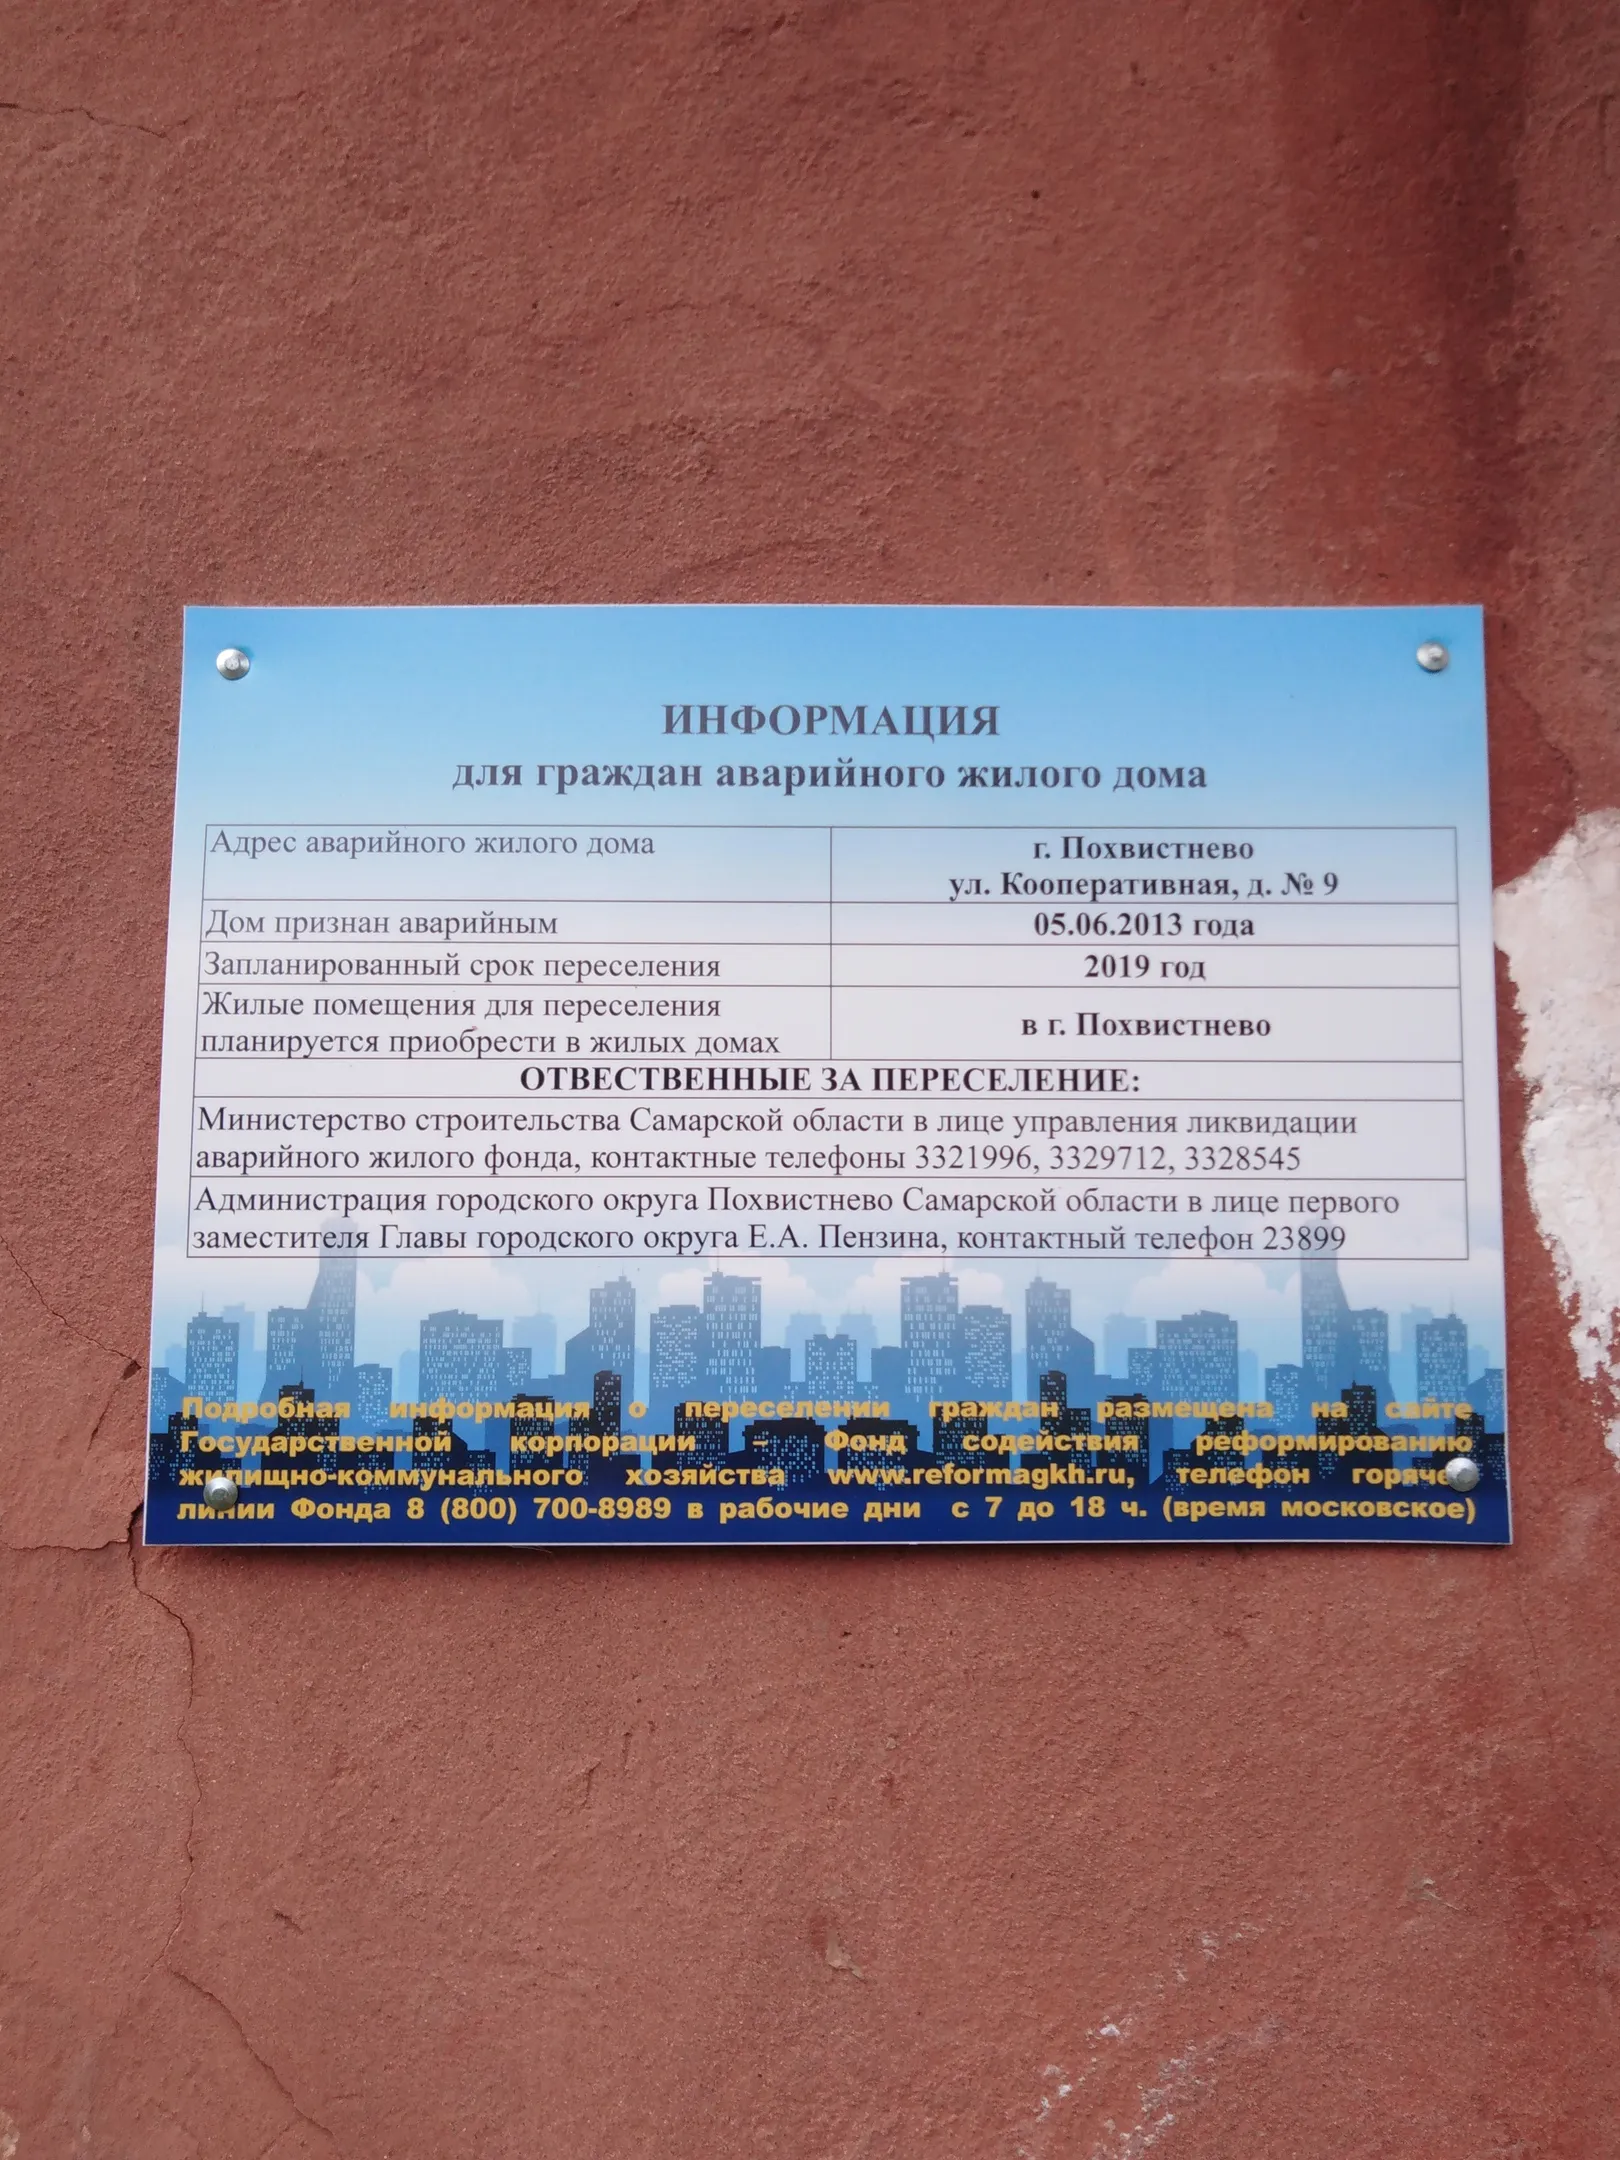 ИНФОРМАЦИЯ
для граждан аварийного жилого дома
Адрес аварийного жилого дома
г. Похвистнево
ул. Кооперативная, д. № 9
Дом признан аварийным
05.06.2013 года
Запланированный срок переселения
2019 год
Жилые помещения для переселения
планируется приобрести в жилых домах
в г. Похвистнево
ОТВЕСТВЕННЫЕ ЗА ПЕРЕСЕЛЕНИЕ:
Министерство строительства Самарской области в лице управления ликвидации
аварийного жилого фонда, контактные телефоны 3321996, 3329712, 3328545
Администрация городского округа Похвистнево Самарской области в лице первого
заместителя Главы городского округа Е.А. Пензина, контактный телефон 23899
Подробная информация о переселении граждан размещена на сайте
Государственной корпорации – Фонд содействия реформированию
жилищно-коммунального хозяйства www.reformagkh.ru, телефон горячей
линии Фонда 8 (800) 700-8989 в рабочие дни с 7 до 18 ч. (время московское)